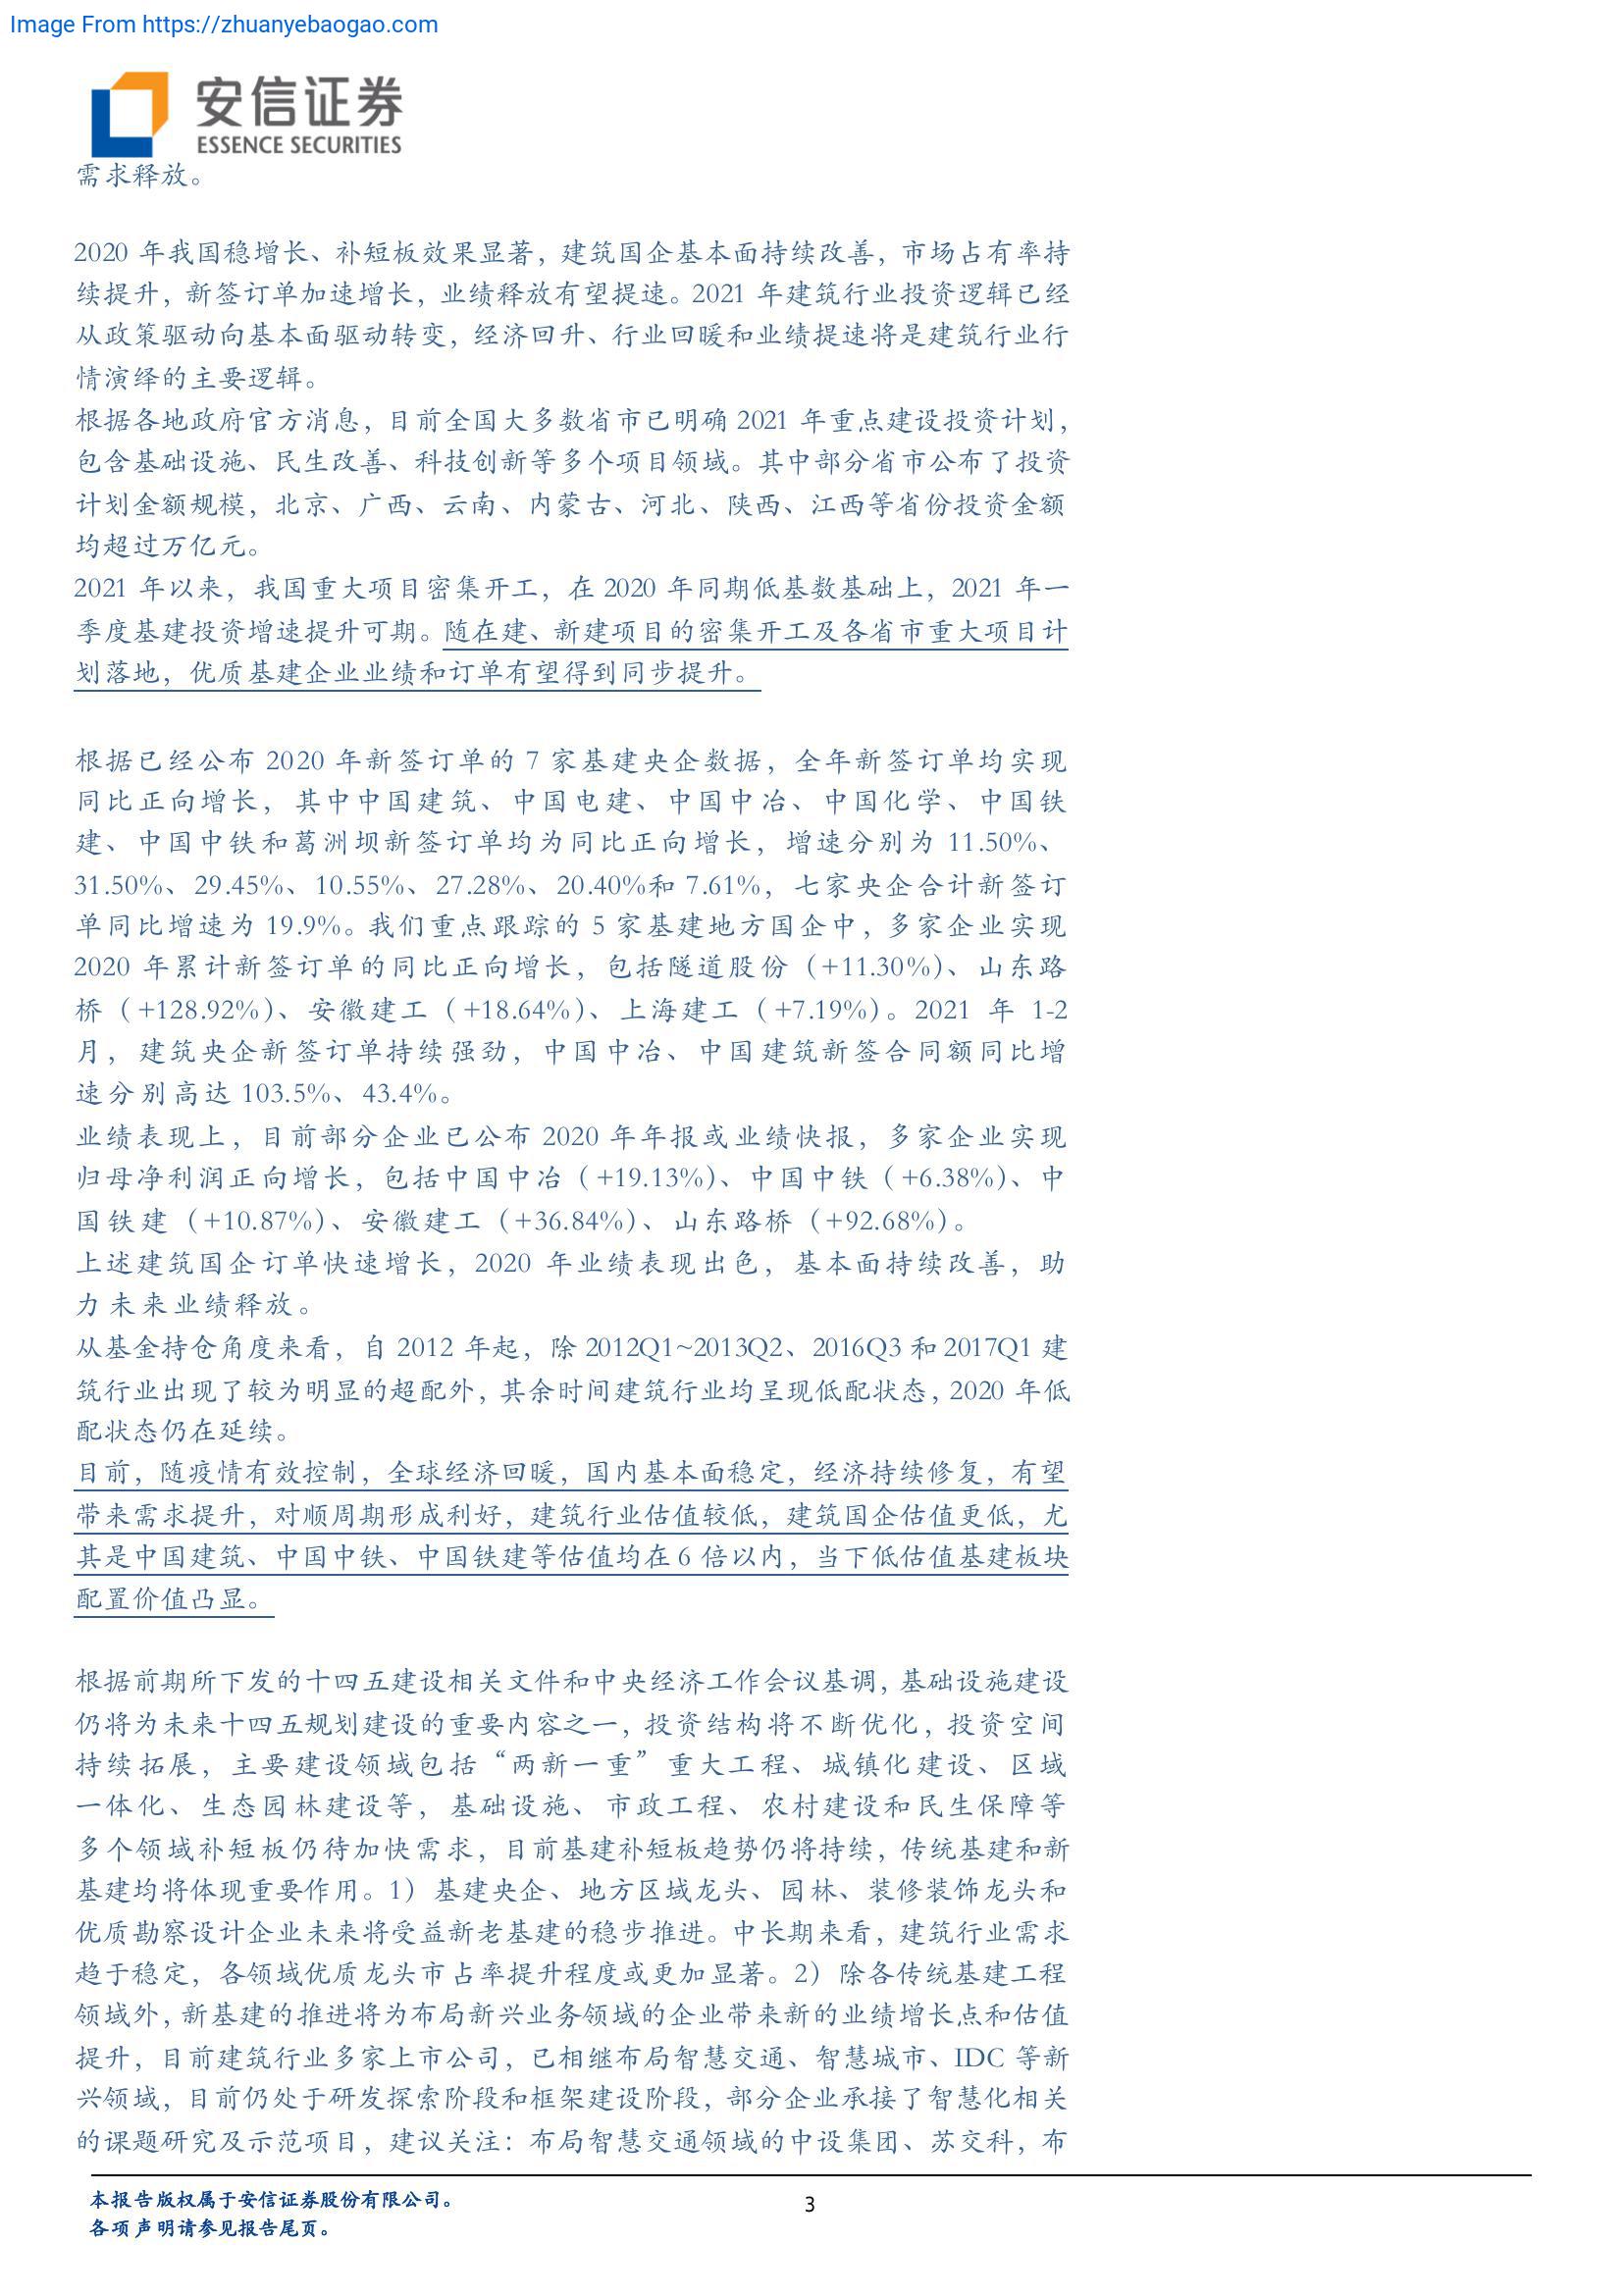 Image From https://zhuanyebaogao.com
安信证券
ESSENCE SECURITIES
需求释放。
2020 年我国稳增长、补短板效果显著，建筑国企基本面持续改善，市场占有率持
续提升，新签订单加速增长，业绩释放有望提速。2021 年建筑行业投资逻辑已经
从政策驱动向基本面驱动转变，经济回升、行业回暖和业绩提速将是建筑行业行
情演绎的主要逻辑。
根据各地政府官方消息，目前全国大多数省市已明确 2021 年重点建设投资计划，
包含基础设施、民生改善、科技创新等多个项目领域。其中部分省市公布了投资
计划金额规模，北京、广西、云南、内蒙古、河北、陕西、江西等省份投资金额
均超过万亿元。
2021 年以来，我国重大项目密集开工，在 2020 年同期低基数基础上，2021 年一
季度基建投资增速提升可期。随在建、新建项目的密集开工及各省市重大项目计
划落地，优质基建企业业绩和订单有望得到同步提升。
根据已经公布 2020 年新签订单的 7 家基建央企数据，全年新签订单均实现
同比正向增长，其中中国建筑、中国电建、中国中冶、中国化学、中国铁
建、中国中铁和葛洲坝新签订单均为同比正向增长，增速分别为 11.50%、
31.50%、29.45%、10.55%、27.28%、20.40%和 7.61%，七家央企合计新签订
单同比增速为 19.9%。我们重点跟踪的 5 家基建地方国企中，多家企业实现
2020 年累计新签订单的同比正向增长，包括隧道股份（+11.30%）、山东路
桥（+128.92%）、安徽建工（+18.64%）、上海建工（+7.19%）。2021 年 1-2
月，建筑央企新签订单持续强劲，中国中冶、中国建筑新签合同额同比增
速分别高达 103.5%、43.4%。
业绩表现上，目前部分企业已公布 2020 年年报或业绩快报，多家企业实现
归母净利润正向增长，包括中国中冶（+19.13%）、中国中铁（+6.38%）、中
国铁建（+10.87%）、安徽建工（+36.84%）、山东路桥（+92.68%）。
上述建筑国企订单快速增长，2020 年业绩表现出色，基本面持续改善，助
力未来业绩释放。
从基金持仓角度来看，自 2012 年起，除 2012Q1~2013Q2、2016Q3 和 2017Q1 建
筑行业出现了较为明显的超配外，其余时间建筑行业均呈现低配状态，2020 年低
配状态仍在延续。
目前，随疫情有效控制，全球经济回暖，国内基本面稳定，经济持续修复，有望
带来需求提升，对顺周期形成利好，建筑行业估值较低，建筑国企估值更低，尤
其是中国建筑、中国中铁、中国铁建等估值均在 6 倍以内，当下低估值基建板块
配置价值凸显。
根据前期所下发的十四五建设相关文件和中央经济工作会议基调，基础设施建设
仍将为未来十四五规划建设的重要内容之一，投资结构将不断优化，投资空间
持续拓展，主要建设领域包括“两新一重”重大工程、城镇化建设、区域
一体化、生态园林建设等，基础设施、市政工程、农村建设和民生保障等
多个领域补短板仍待加快需求，目前基建补短板趋势仍将持续，传统基建和新
基建均将体现重要作用。1）基建央企、地方区域龙头、园林、装修装饰龙头和
优质勘察设计企业未来将受益新老基建的稳步推进。中长期来看，建筑行业需求
趋于稳定，各领域优质龙头市占率提升程度或更加显著。2）除各传统基建工程
领域外，新基建的推进将为布局新兴业务领域的企业带来新的业绩增长点和估值
提升，目前建筑行业多家上市公司，已相继布局智慧交通、智慧城市、IDC 等新
兴领域，目前仍处于研发探索阶段和框架建设阶段，部分企业承接了智慧化相关
的课题研究及示范项目，建议关注：布局智慧交通领域的中设集团、苏交科，布
本报告版权属于安信证券股份有限公司。
3
各项声明请参见报告尾页。